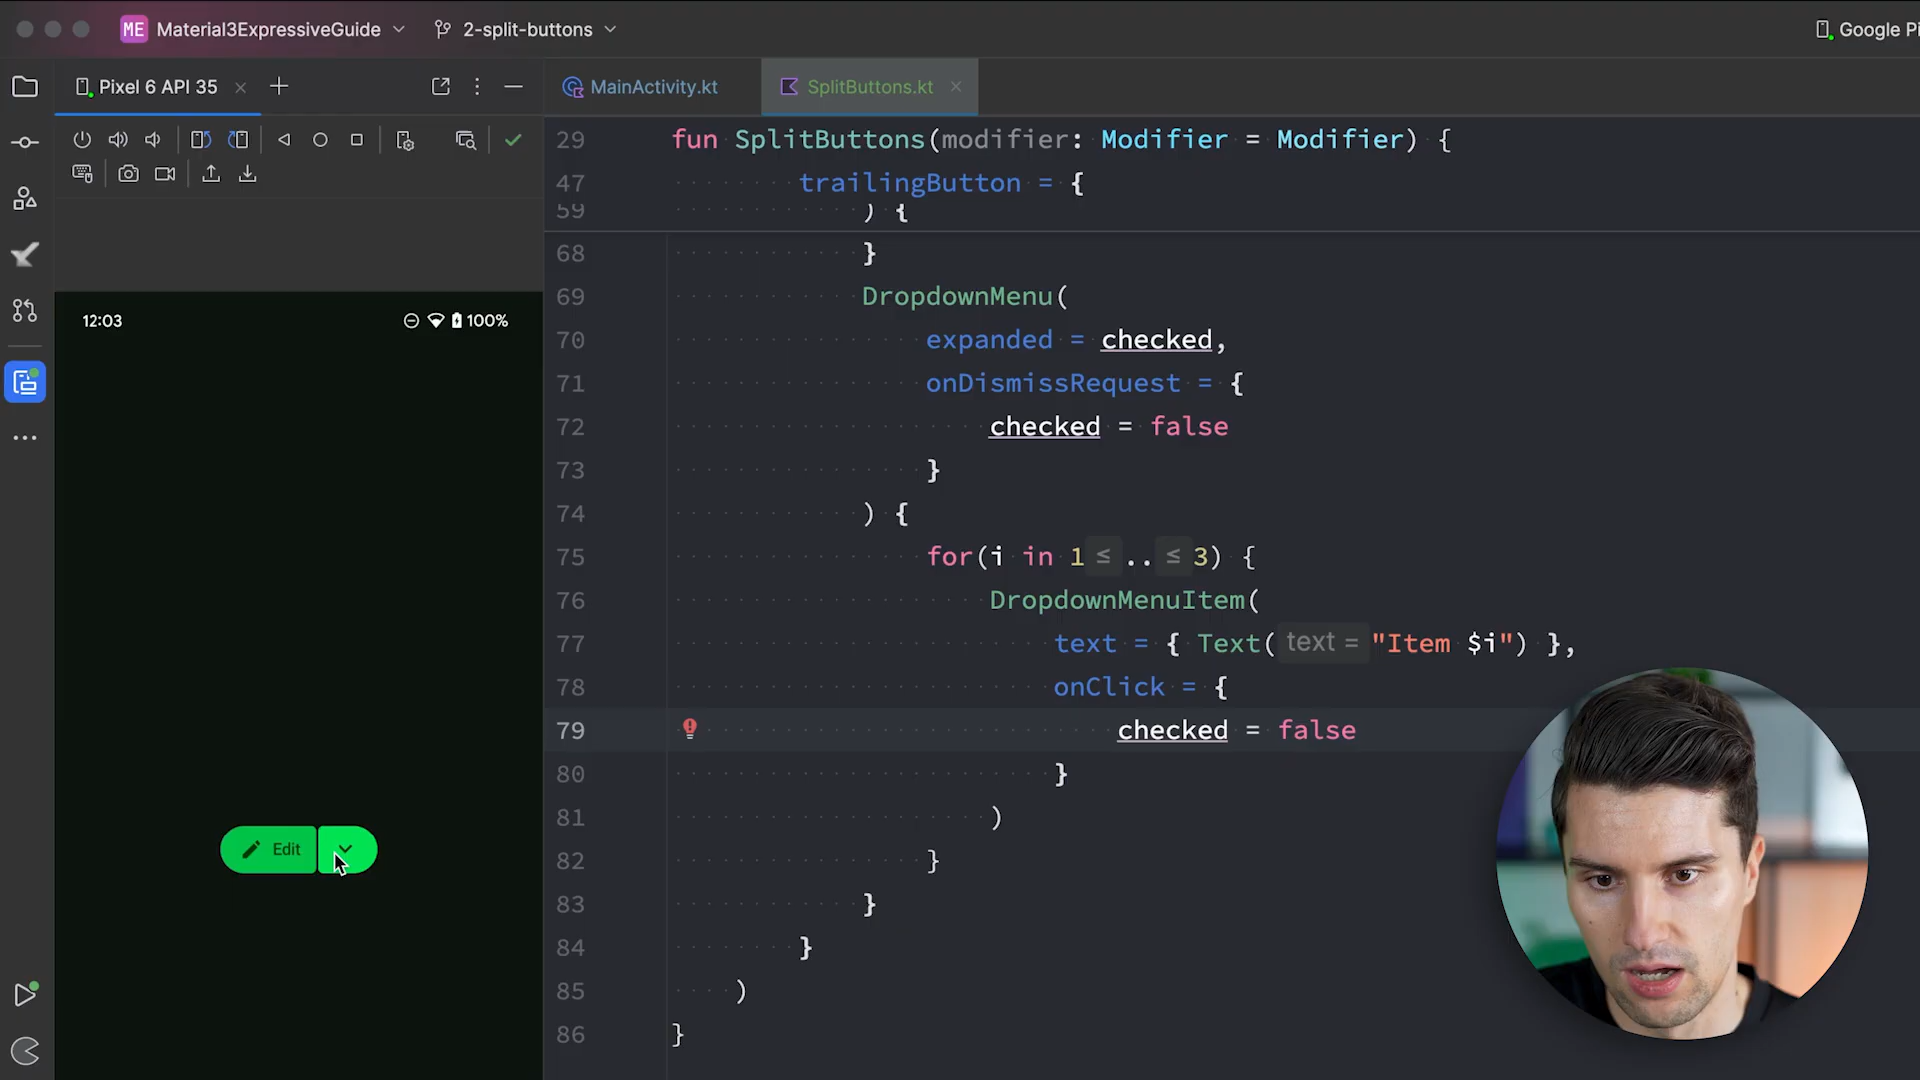 ME Material3ExpressiveGuide 2-split-buttons Google Pi
Pixel 6 API 35
MainActivity.kt SplitButtons.kt
29 fun SplitButtons(modifier: Modifier = Modifier) {
47 trailingButton = {
59 ) {
68 }
69 DropdownMenu(
70 expanded = checked,
71 onDismissRequest = {
72 checked = false
73 }
74 ) {
75 for(i in 1 ≤ .. ≤ 3) {
76 DropdownMenuItem(
77 text = { Text( text = "Item $i") },
78 onClick = {
79 checked = false
80 }
81 )
82 }
83 }
84 }
85 )
86 }
12:03 100%
Edit